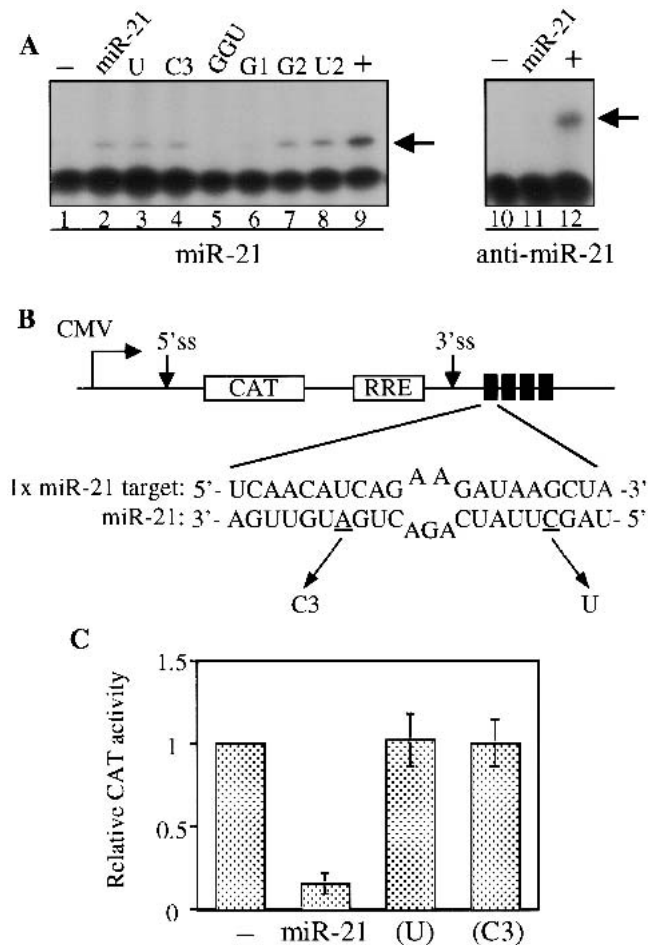 A
– miR-21 U C3 GGU G1 G2 U2 +
1 2 3 4 5 6 7 8 9
miR-21
– miR-21 +
10 11 12
anti-miR-21
B
CMV
5'ss
3'ss
CAT
RRE
1x miR-21 target: 5'- UCAACAUCAG AA GAUAAGCUA -3'
miR-21: 3'- AGUUGUAGUC AGA CUAUUCGAU- 5'
C3
U
C
Relative CAT activity
1.5
1
0.5
0
– miR-21 (U) (C3)